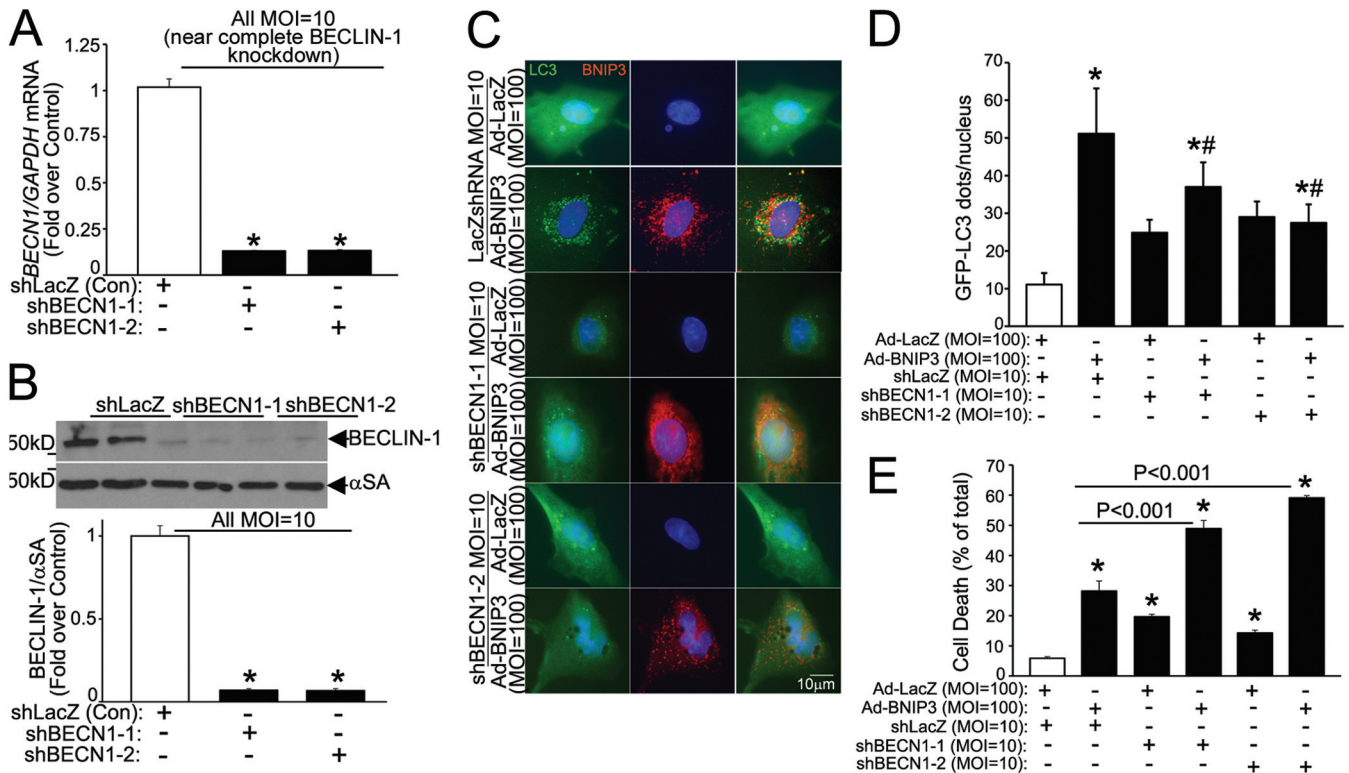 A
All MOI=10
(near complete BECLIN-1
knockdown)
BECN1/GAPDH mRNA
(Fold over Control)
1.25
1
0.75
0.5
0.25
0
*
*
shLacZ (Con): + - -
shBECN1-1: - + -
shBECN1-2: - - +
B
shLacZ shBECN1-1 shBECN1-2
50kD
BECLIN-1
50kD
αSA
All MOI=10
BECLIN-1/αSA
(Fold over Control)
1
0.5
0
*
*
shLacZ (Con): + - -
shBECN1-1: - + -
shBECN1-2: - - +
C
LC3 BNIP3
LacZshRNA MOI=10
Ad-LacZ
(MOI=100)
Ad-BNIP3
(MOI=100)
shBECN1-1 MOI=10
Ad-LacZ
(MOI=100)
Ad-BNIP3
(MOI=100)
shBECN1-2 MOI=10
Ad-LacZ
(MOI=100)
Ad-BNIP3
(MOI=100)
10μm
D
GFP-LC3 dots/nucleus
70
60
50
40
30
20
10
0
*
*#
*#
Ad-LacZ (MOI=100): + - + - + -
Ad-BNIP3 (MOI=100): - + - + - +
shLacZ (MOI=10): + + - - - -
shBECN1-1 (MOI=10): - - + + - -
shBECN1-2 (MOI=10): - - - - + +
E
Cell Death (% of total)
70
60
50
40
30
20
10
0
P<0.001
P<0.001
*
*
*
*
*
Ad-LacZ (MOI=100): + - + - + -
Ad-BNIP3 (MOI=100): - + - + - +
shLacZ (MOI=10): + + - - - -
shBECN1-1 (MOI=10): - - + + - -
shBECN1-2 (MOI=10): - - - - + +